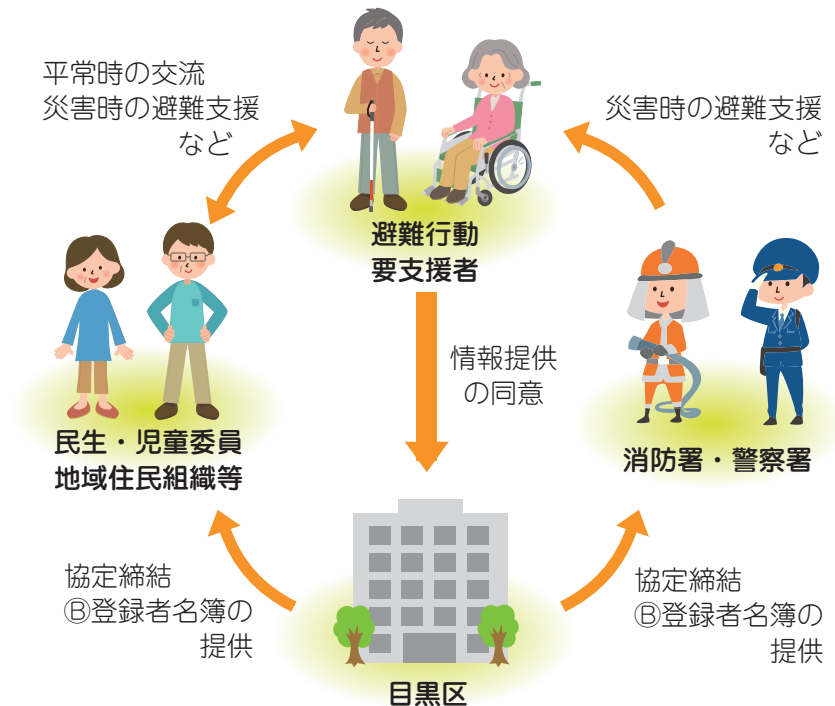 平常時の交流
災害時の避難支援
など
災害時の避難支援
など
避難行動
要支援者
情報提供
の同意
民生・児童委員
地域住民組織等
消防署・警察署
協定締結
Ⓑ登録者名簿の
提供
協定締結
Ⓑ登録者名簿の
提供
目黒区